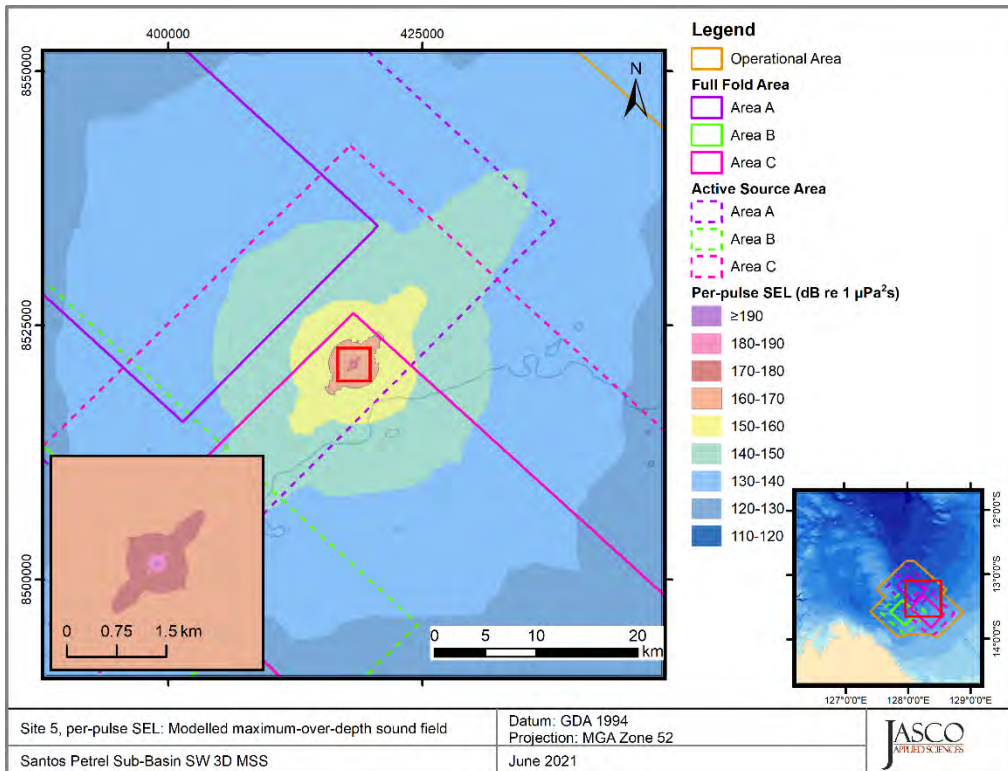 400000
425000
8550000
8525000
8500000
N
0 0.75 1.5 km
0 5 10 20
km
Legend
Operational Area
Full Fold Area
Area A
Area B
Area C
Active Source Area
Area A
Area B
Area C
Per-pulse SEL (dB re 1 µPa²s)
≥190
180-190
170-180
160-170
150-160
140-150
130-140
120-130
110-120
12°0'0"S
13°0'0"S
14°0'0"S
127°0'0"E 128°0'0"E 129°0'0"E
Site 5, per-pulse SEL: Modelled maximum-over-depth sound field
Datum: GDA 1994
Projection: MGA Zone 52
Santos Petrel Sub-Basin SW 3D MSS
June 2021
JASCO
APPLIED SCIENCES